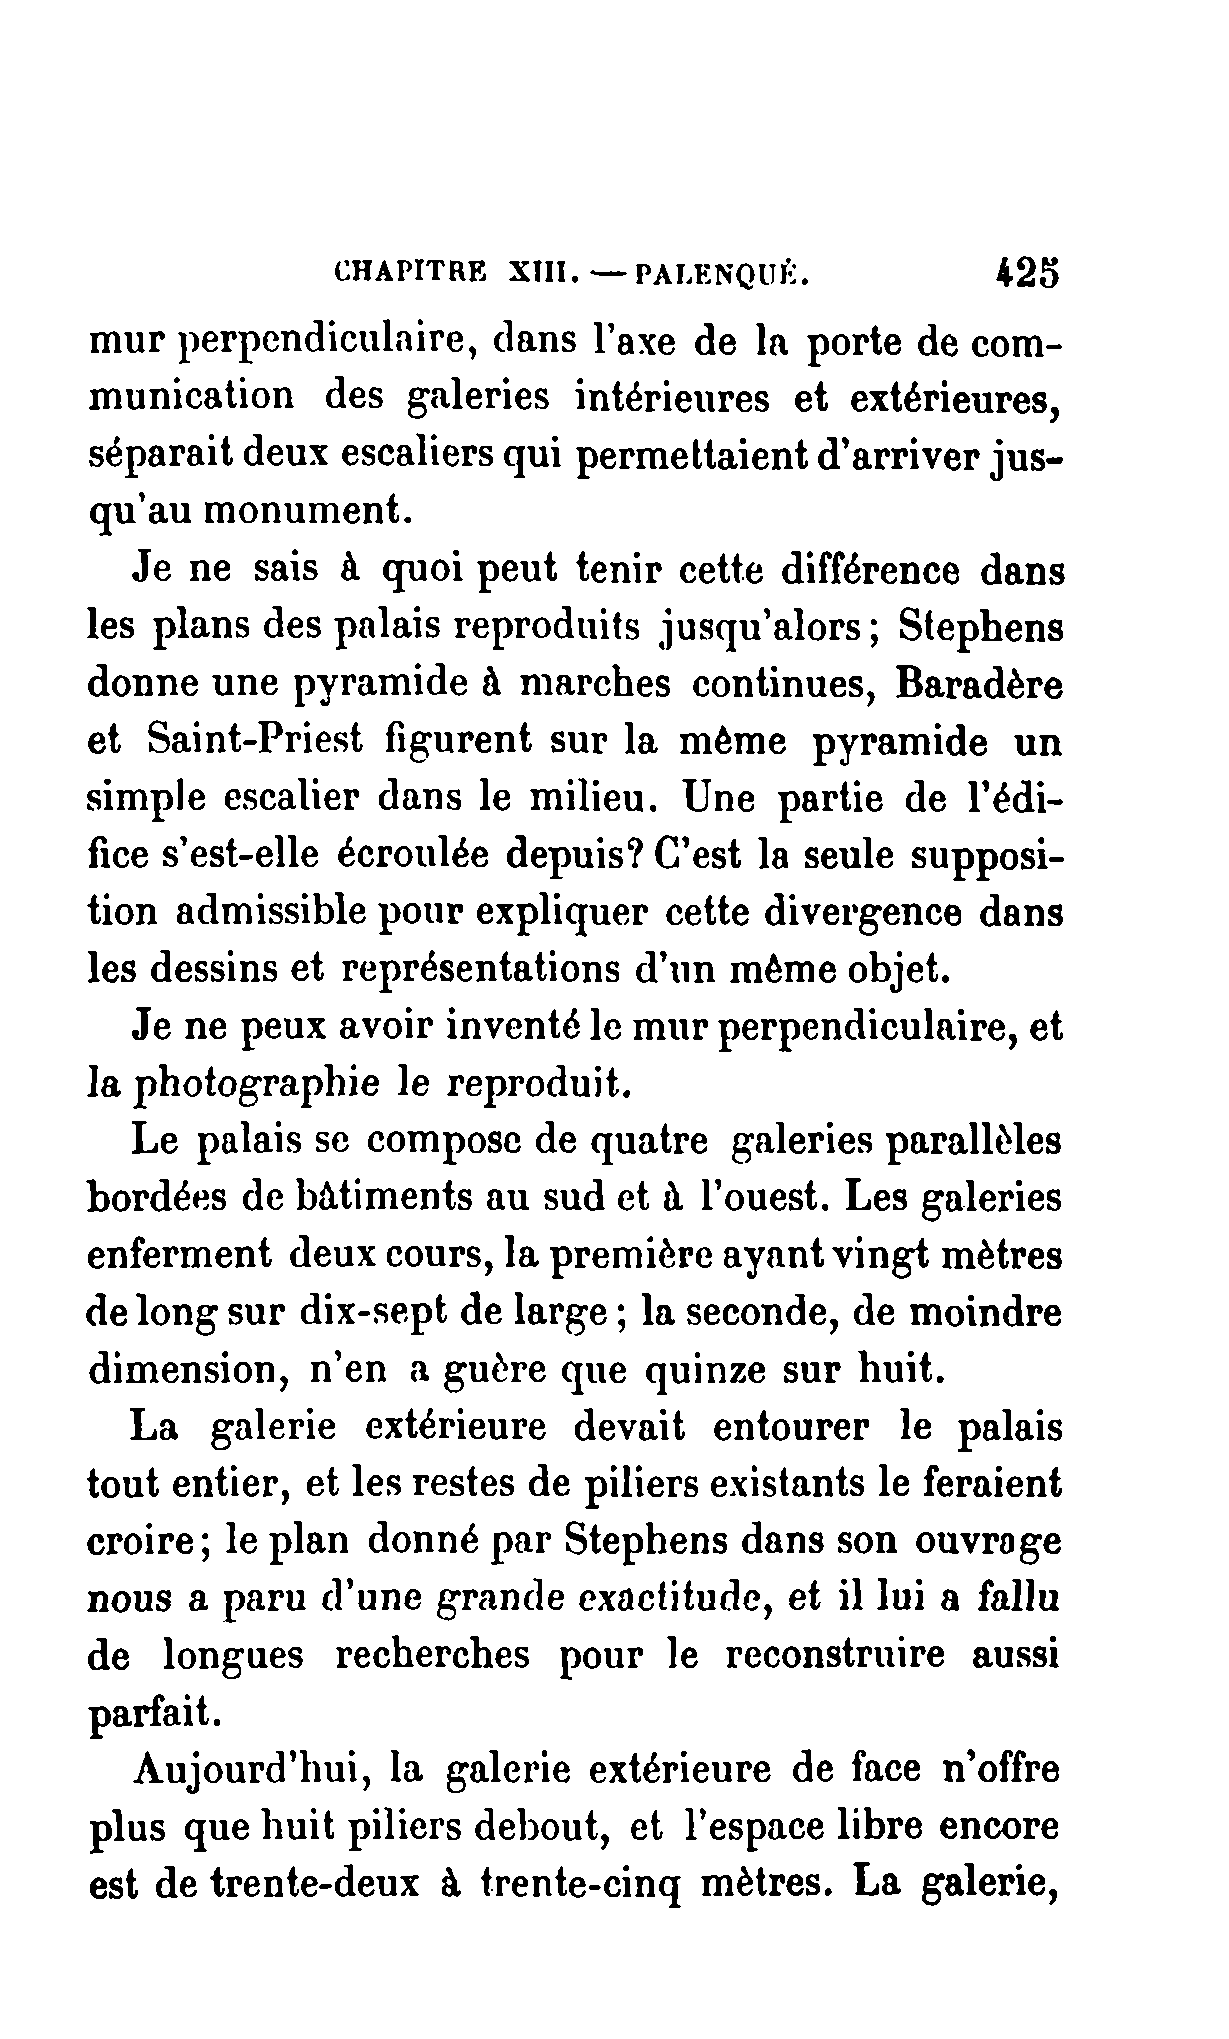 CHAPITRE XIII. — PALENQUÉ. 425
mur perpendiculaire, dans l'axe de la porte de com-
munication des galeries intérieures et extérieures,
séparait deux escaliers qui permettaient d'arriver jus-
qu'au monument.
Je ne sais à quoi peut tenir cette différence dans
les plans des palais reproduits jusqu'alors; Stephens
donne une pyramide à marches continues, Baradère
et Saint-Priest figurent sur la même pyramide un
simple escalier dans le milieu. Une partie de l'édi-
fice s'est-elle écroulée depuis? C'est la seule supposi-
tion admissible pour expliquer cette divergence dans
les dessins et représentations d'un même objet.
Je ne peux avoir inventé le mur perpendiculaire, et
la photographie le reproduit.
Le palais se compose de quatre galeries parallèles
bordées de bâtiments au sud et à l'ouest. Les galeries
enferment deux cours, la première ayant vingt mètres
de long sur dix-sept de large; la seconde, de moindre
dimension, n'en a guère que quinze sur huit.
La galerie extérieure devait entourer le palais
tout entier, et les restes de piliers existants le feraient
croire; le plan donné par Stephens dans son ouvrage
nous a paru d'une grande exactitude, et il lui a fallu
de longues recherches pour le reconstruire aussi
parfait.
Aujourd'hui, la galerie extérieure de face n'offre
plus que huit piliers debout, et l'espace libre encore
est de trente-deux à trente-cinq mètres. La galerie,